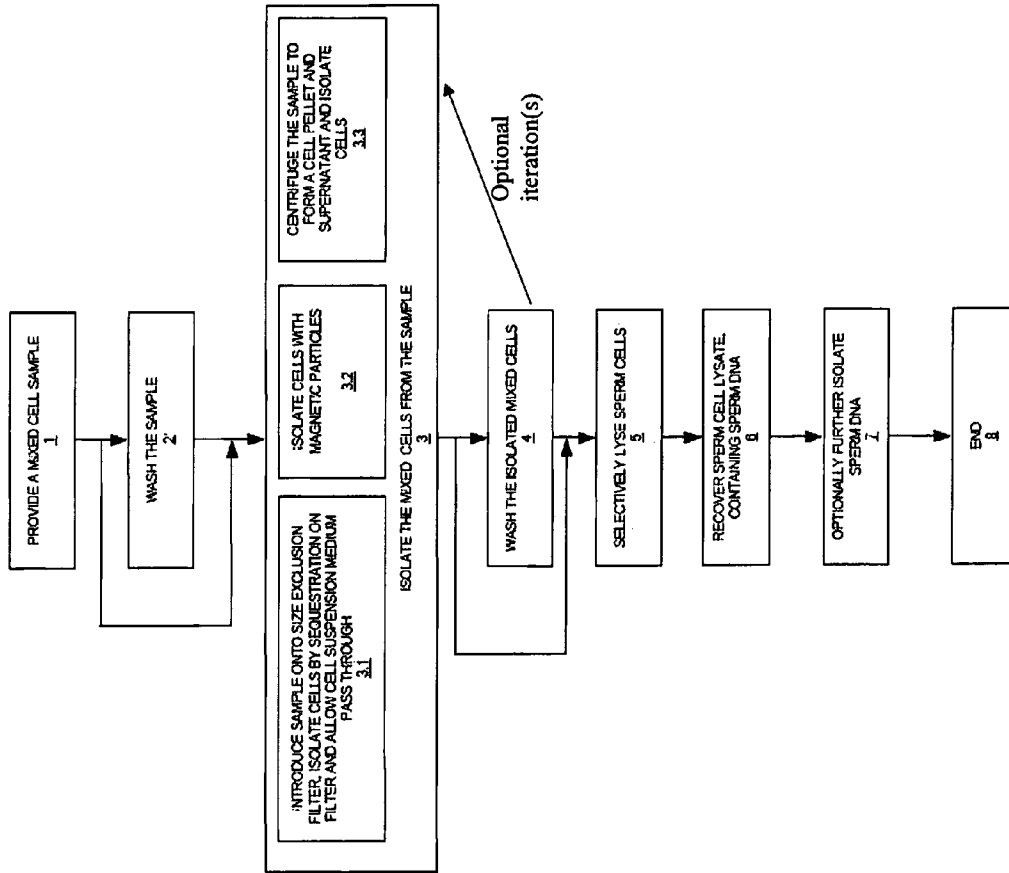 PROVIDE A MIXED CELL SAMPLE
1
WASH THE SAMPLE
2
INTRODUCE SAMPLE ONTO SIZE EXCLUSION
FILTER, ISOLATE CELLS BY SEQUESTRATION ON
FILTER AND ALLOW CELL SUSPENSION MEDIUM
PASS THROUGH
3.1
ISOLATE CELLS WITH
MAGNETIC PARTICLES
3.2
CENTRIFUGE THE SAMPLE TO
FORM A CELL PELLET AND
SUPERNATANT AND ISOLATE
CELLS
3.3
ISOLATE THE MIXED CELLS FROM THE SAMPLE
3
Optional
iteration(s)
WASH THE ISOLATED MIXED CELLS
4
SELECTIVELY LYSE SPERM CELLS
5
RECOVER SPERM CELL LYSATE,
CONTAINING SPERM DNA
6
OPTIONALLY FURTHER ISOLATE
SPERM DNA
7
END
8